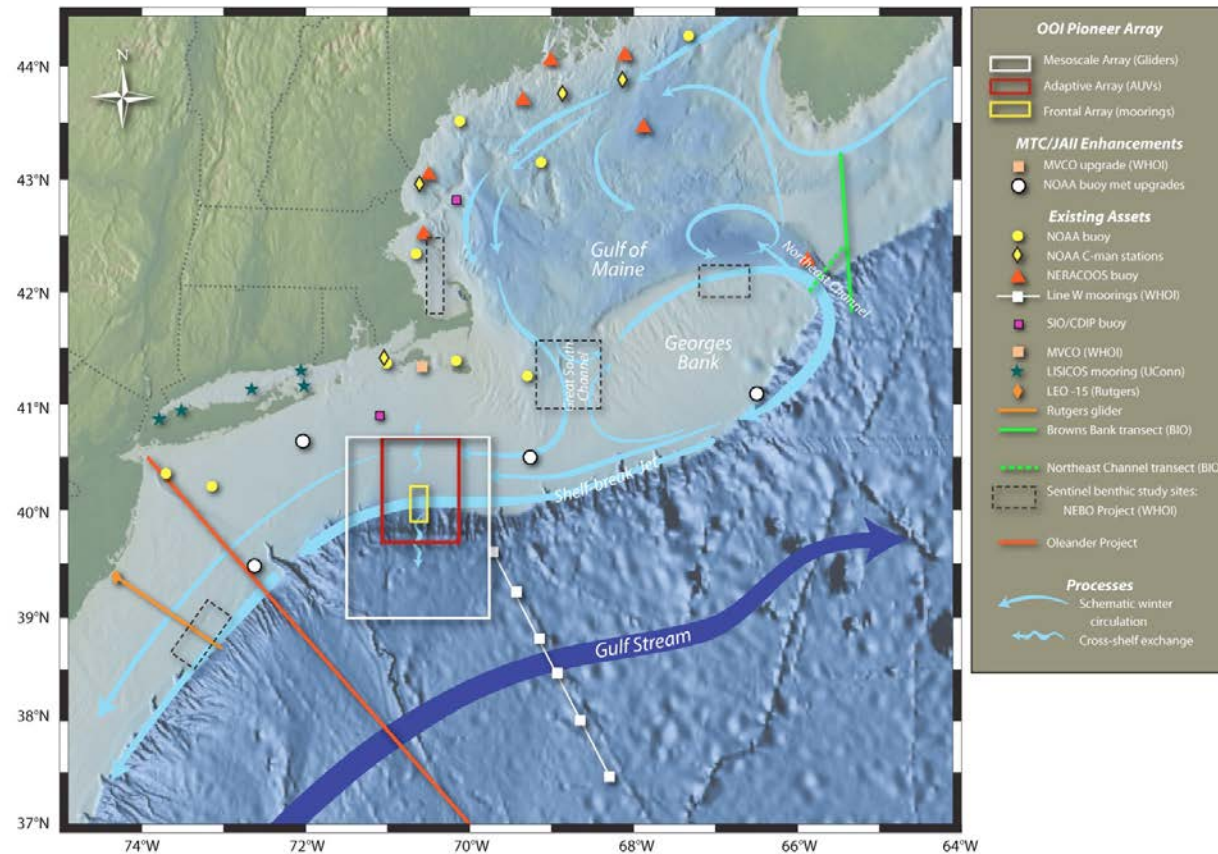 44°N
43°N
42°N
41°N
40°N
39°N
38°N
37°N
74°W
72°W
70°W
68°W
66°W
64°W
N
Gulf of
Maine
Northeast Channel
Georges
Bank
Great South
Channel
Shelf-break Jet
Gulf Stream
OOI Pioneer Array
Mesoscale Array (Gliders)
Adaptive Array (AUVs)
Frontal Array (moorings)
MTC/JAII Enhancements
MVCO upgrade (WHOI)
NOAA buoy met upgrades
Existing Assets
NOAA buoy
NOAA C-man stations
NERACOOS buoy
Line W moorings (WHOI)
SIO/CDIP buoy
MVCO (WHOI)
LISICOS mooring (UConn)
LEO -15 (Rutgers)
Rutgers glider
Browns Bank transect (BIO)
Northeast Channel transect (BIO
Sentinel benthic study sites:
NEBO Project (WHOI)
Oleander Project
Processes
Schematic winter
circulation
Cross-shelf exchange